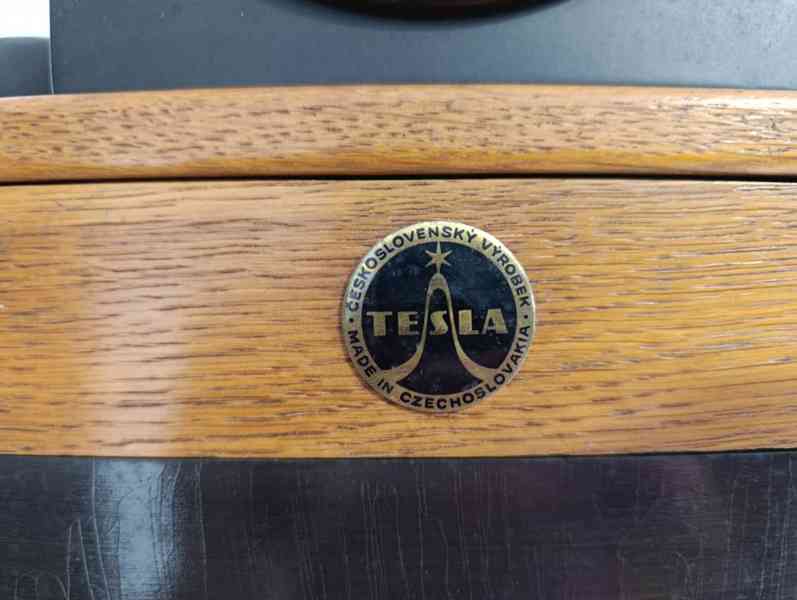 ČESKOSLOVENSKÝ VÝROBEK
TESLA
MADE IN CZECHOSLOVAKIA